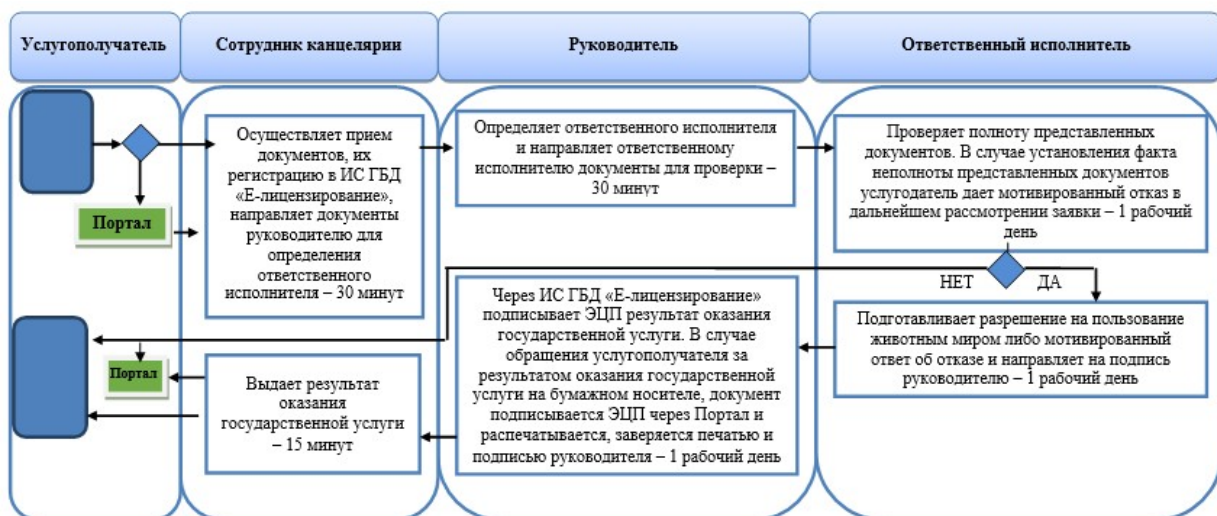 Услугополучатель
Сотрудник канцелярии
Руководитель
Ответственный исполнитель
Осуществляет прием
документов, их
регистрацию в ИС ГБД
«Е-лицензирование»,
направляет документы
руководителю для
определения
ответственного
исполнителя – 30 минут
Портал
Определяет ответственного исполнителя
и направляет ответственному
исполнителю документы для проверки –
30 минут
Проверяет полноту представленных
документов. В случае установления факта
неполноты представленных документов
услугодатель дает мотивированный отказ в
дальнейшем рассмотрении заявки – 1 рабочий
день
НЕТ
ДА
Подготавливает разрешение на пользование
животным миром либо мотивированный
ответ об отказе и направляет на подпись
руководителю – 1 рабочий день
Через ИС ГБД «Е-лицензирование»
подписывает ЭЦП результат оказания
государственной услуги. В случае
обращения услугополучателя за
результатом оказания государственной
услуги на бумажном носителе, документ
подписывается ЭЦП через Портал и
распечатывается, заверяется печатью и
подписью руководителя – 1 рабочий день
Выдает результат
оказания
государственной услуги
– 15 минут
Портал